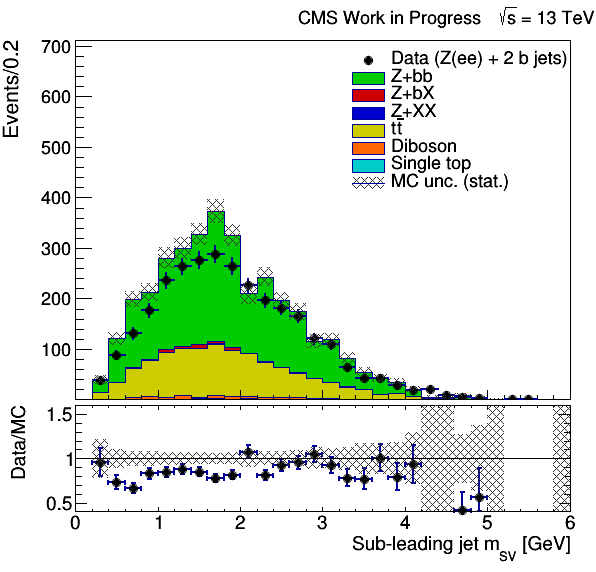 CMS Work in Progress √s = 13 TeV
Events/0.2
700
600
500
400
300
200
100
Data (Z(ee) + 2 b jets)
Z+bb
Z+bX
Z+XX
tt̄
Diboson
Single top
MC unc. (stat.)
Data/MC
1.5
1
0.5
0 1 2 3 4 5 6
Sub-leading jet m_SV [GeV]